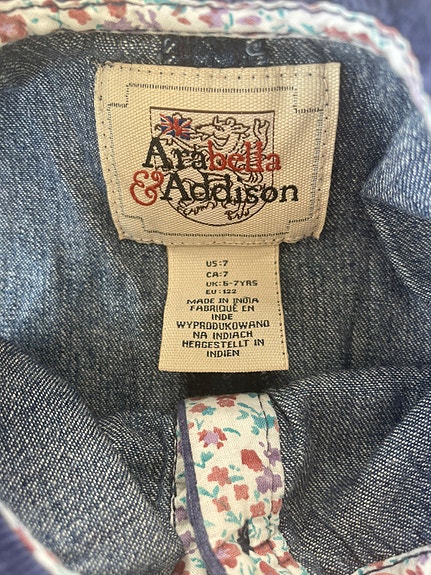 Arabella
&Addison
US:7
CA:7
UK:6-7YRS
EU:122
MADE IN INDIA
FABRIQUÉ EN
INDE
WYPRODUKOWANO
NA INDIACH
HERGESTELLT IN
INDIEN